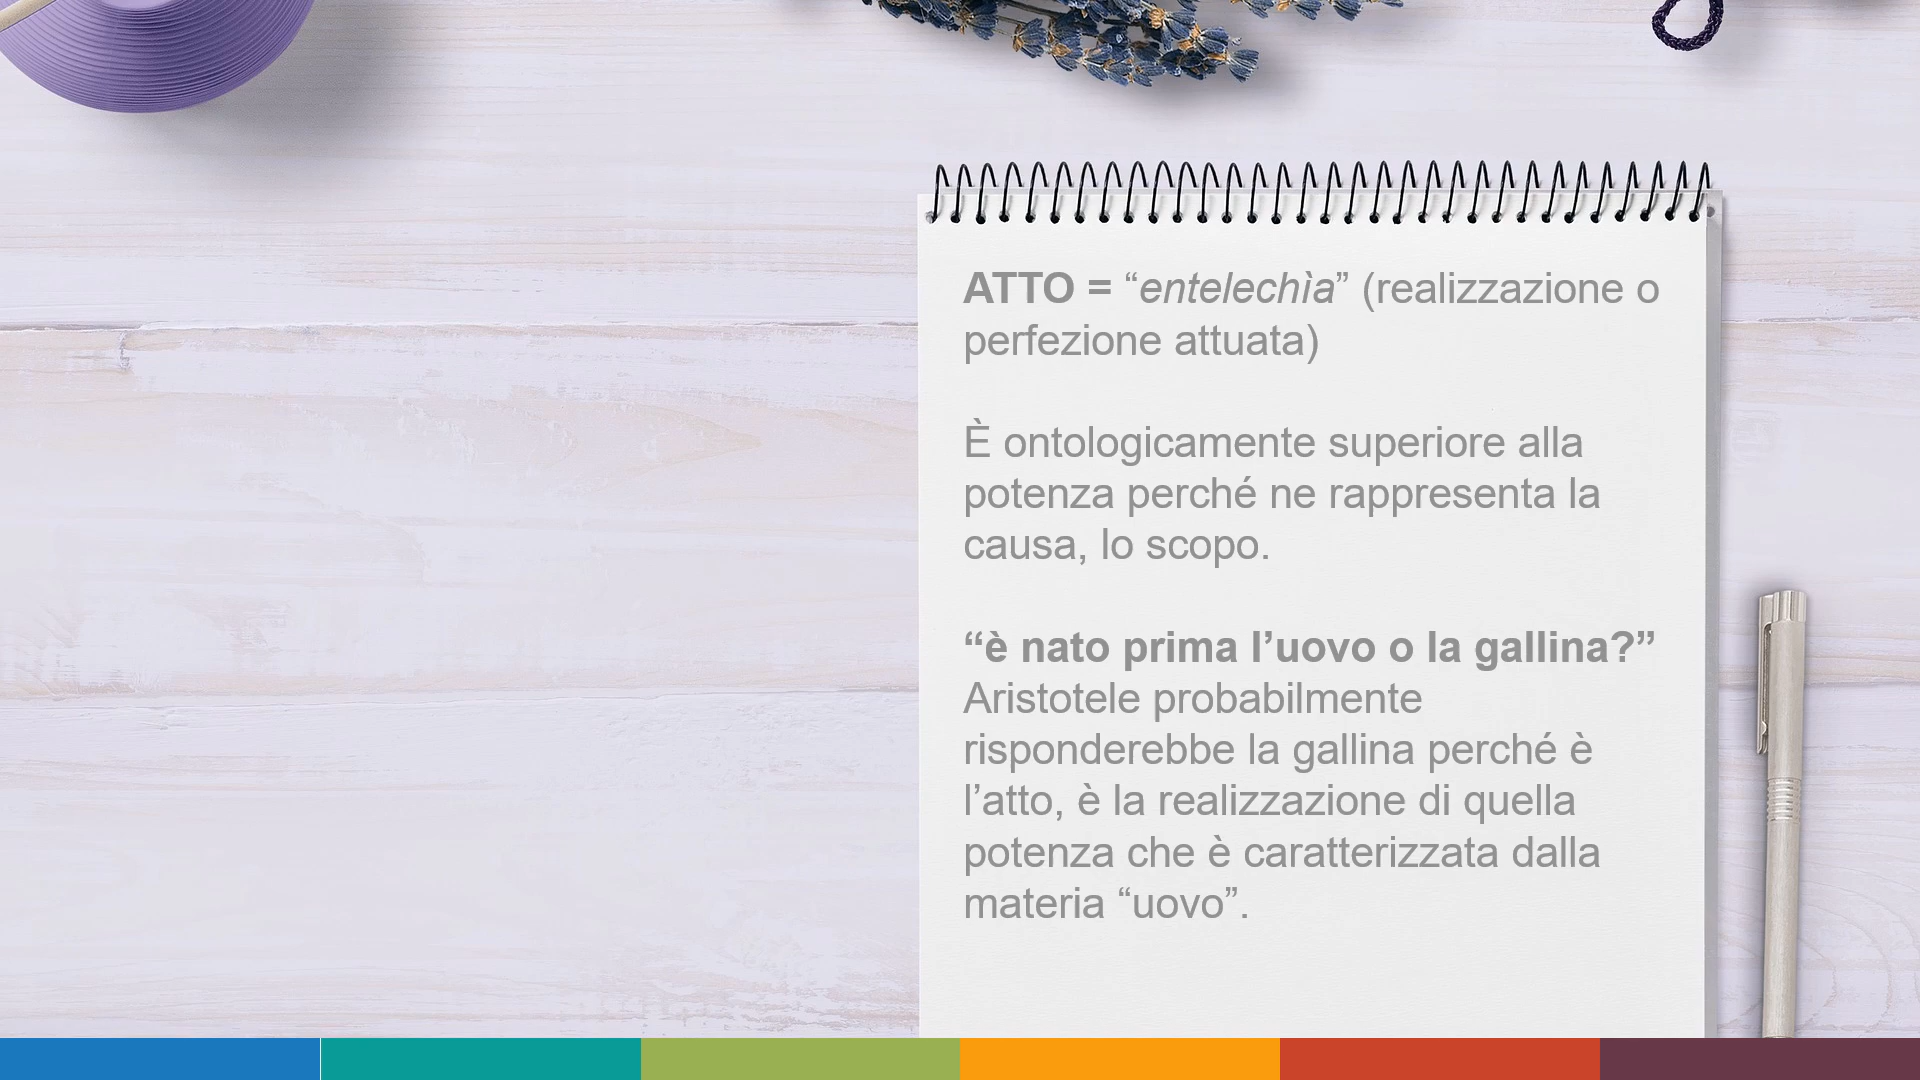 ATTO = “entelechìa” (realizzazione o
perfezione attuata)
È ontologicamente superiore alla
potenza perché ne rappresenta la
causa, lo scopo.
“è nato prima l’uovo o la gallina?”
Aristotele probabilmente
risponderebbe la gallina perché è
l’atto, è la realizzazione di quella
potenza che è caratterizzata dalla
materia “uovo”.